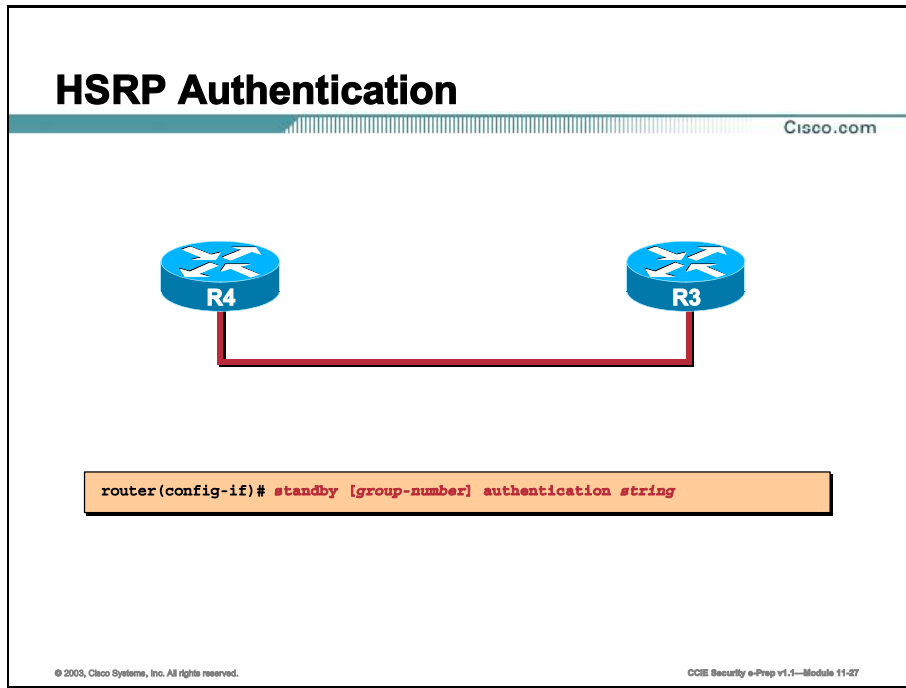 HSRP Authentication
Cisco.com
R4
R3
router(config-if)# standby [group-number] authentication string
© 2003, Cisco Systems, Inc. All rights reserved.
CCIE Security e-Prep v1.1—Module 11-27